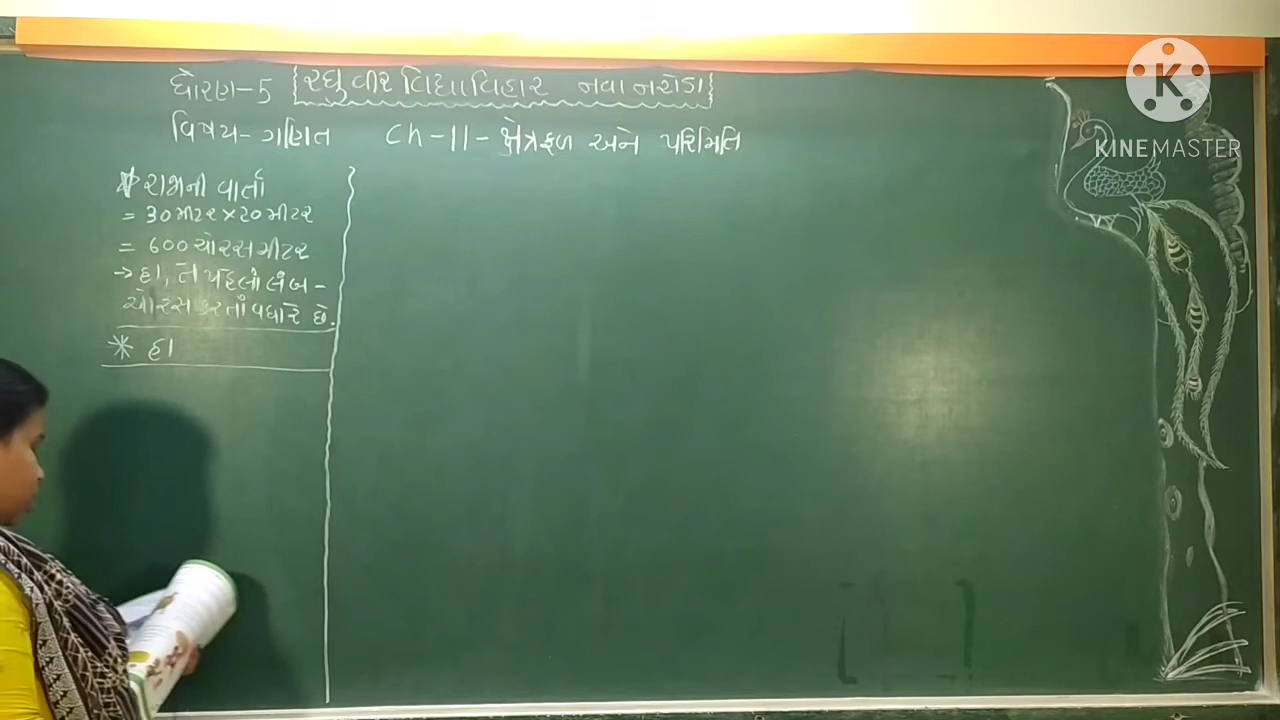 ધોરણ-5 રઘુવીર વિદ્યાવિહાર નવા નરોડા
વિષય- ગણિત ch-11- ક્ષેત્રફળ અને પરિમિતિ
* રાજાની વાર્તા
= 30 મીટર × 20 મીટર
= 600 ચોરસ મીટર
→ હા, તે પહેલાં લંબ-
ચોરસ કરતાં વધારે છે.
* હા
K
KINEMASTER